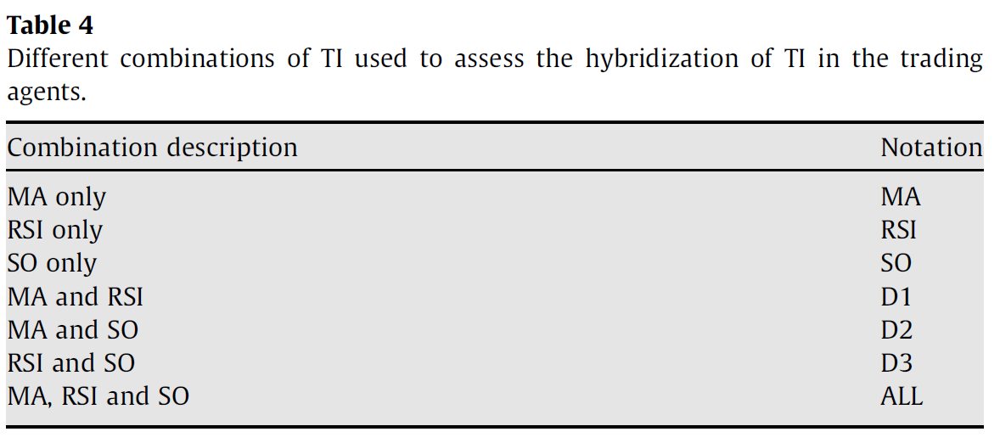 Table 4
Different combinations of TI used to assess the hybridization of TI in the trading
agents.
Combination description Notation
MA only MA
RSI only RSI
SO only SO
MA and RSI D1
MA and SO D2
RSI and SO D3
MA, RSI and SO ALL